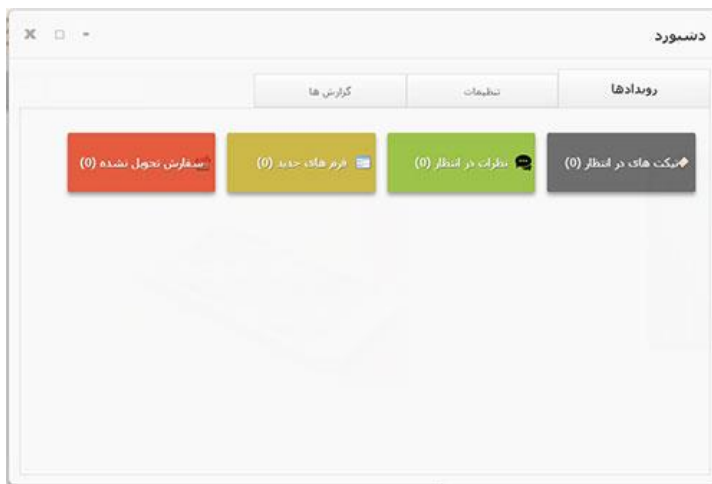 دشبورد
رویدادها
تنظیمات
گزارش ها
تیکت های در انتظار (0)
نظرات در انتظار (0)
فرم های جدید (0)
سفارش تحویل نشده (0)